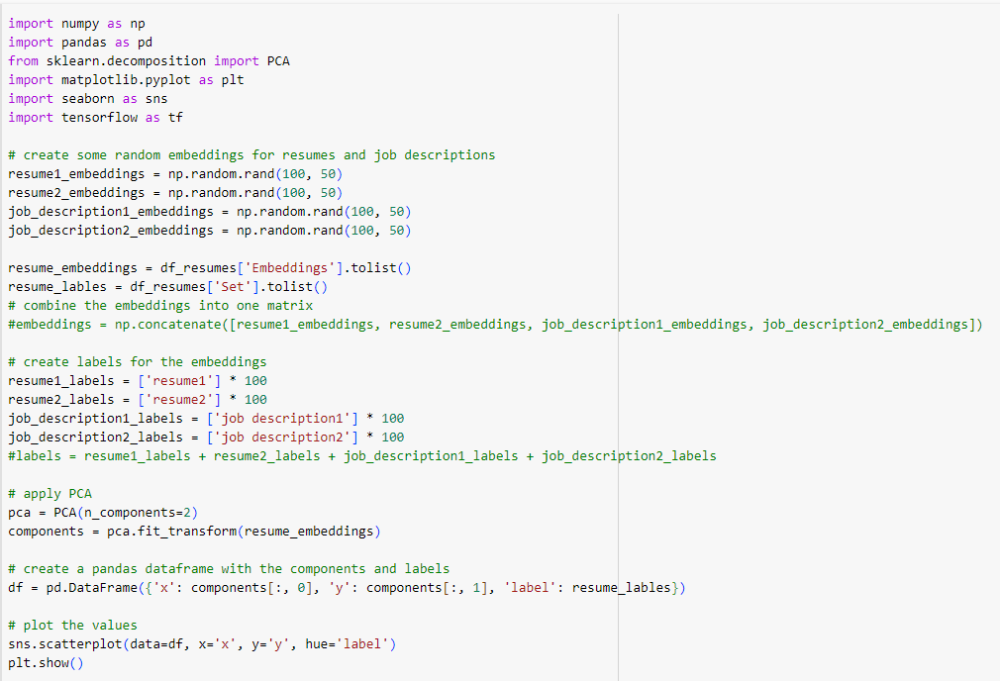 import numpy as np
import pandas as pd
from sklearn.decomposition import PCA
import matplotlib.pyplot as plt
import seaborn as sns
import tensorflow as tf
# create some random embeddings for resumes and job descriptions
resume1_embeddings = np.random.rand(100, 50)
resume2_embeddings = np.random.rand(100, 50)
job_description1_embeddings = np.random.rand(100, 50)
job_description2_embeddings = np.random.rand(100, 50)
resume_embeddings = df_resumes['Embeddings'].tolist()
resume_lables = df_resumes['Set'].tolist()
# combine the embeddings into one matrix
#embeddings = np.concatenate([resume1_embeddings, resume2_embeddings, job_description1_embeddings, job_description2_embeddings])
# create labels for the embeddings
resume1_labels = ['resume1'] * 100
resume2_labels = ['resume2'] * 100
job_description1_labels = ['job description1'] * 100
job_description2_labels = ['job description2'] * 100
#labels = resume1_labels + resume2_labels + job_description1_labels + job_description2_labels
# apply PCA
pca = PCA(n_components=2)
components = pca.fit_transform(resume_embeddings)
# create a pandas dataframe with the components and labels
df = pd.DataFrame({'x': components[:, 0], 'y': components[:, 1], 'label': resume_lables})
# plot the values
sns.scatterplot(data=df, x='x', y='y', hue='label')
plt.show()